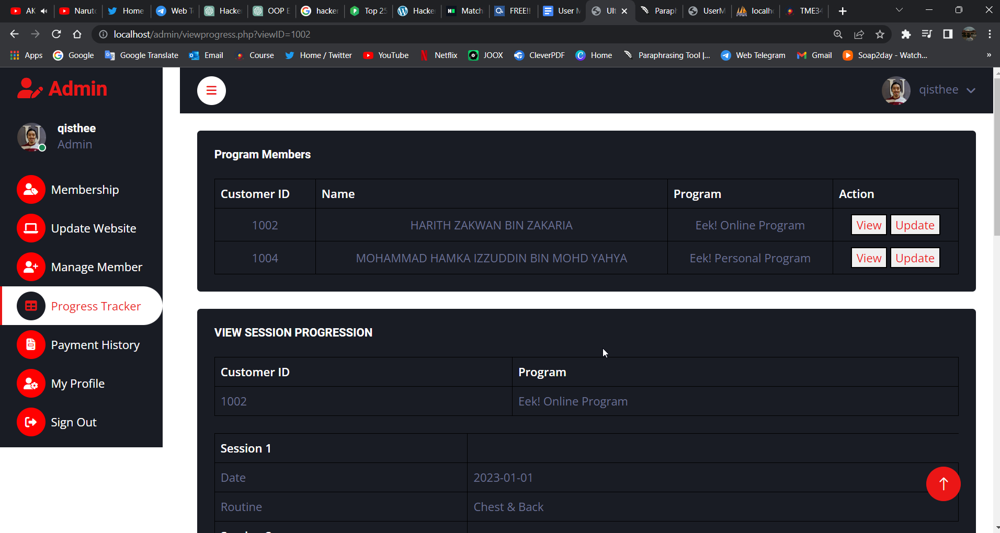 AK
Naruto
Home
Web T
Hacke
OOP E
hacker
Top 25
Hacke
Match
FREE!!
User M
Ult
Paraph
UserM
localho
TME34
localhost/admin/viewprogress.php?viewID=1002
Apps
Google
Google Translate
Email
Course
Home / Twitter
YouTube
Netflix
JOOX
CleverPDF
Home
Paraphrasing Tool |...
Web Telegram
Gmail
Soap2day - Watch...
»
Admin
qisthee
Admin
Membership
Update Website
Manage Member
Progress Tracker
Payment History
My Profile
Sign Out
qisthee
Program Members
Customer ID Name Program Action
1002 HARITH ZAKWAN BIN ZAKARIA Eek! Online Program View Update
1004 MOHAMMAD HAMKA IZZUDDIN BIN MOHD YAHYA Eek! Personal Program View Update
VIEW SESSION PROGRESSION
Customer ID Program
1002 Eek! Online Program
Session 1
Date 2023-01-01
Routine Chest & Back